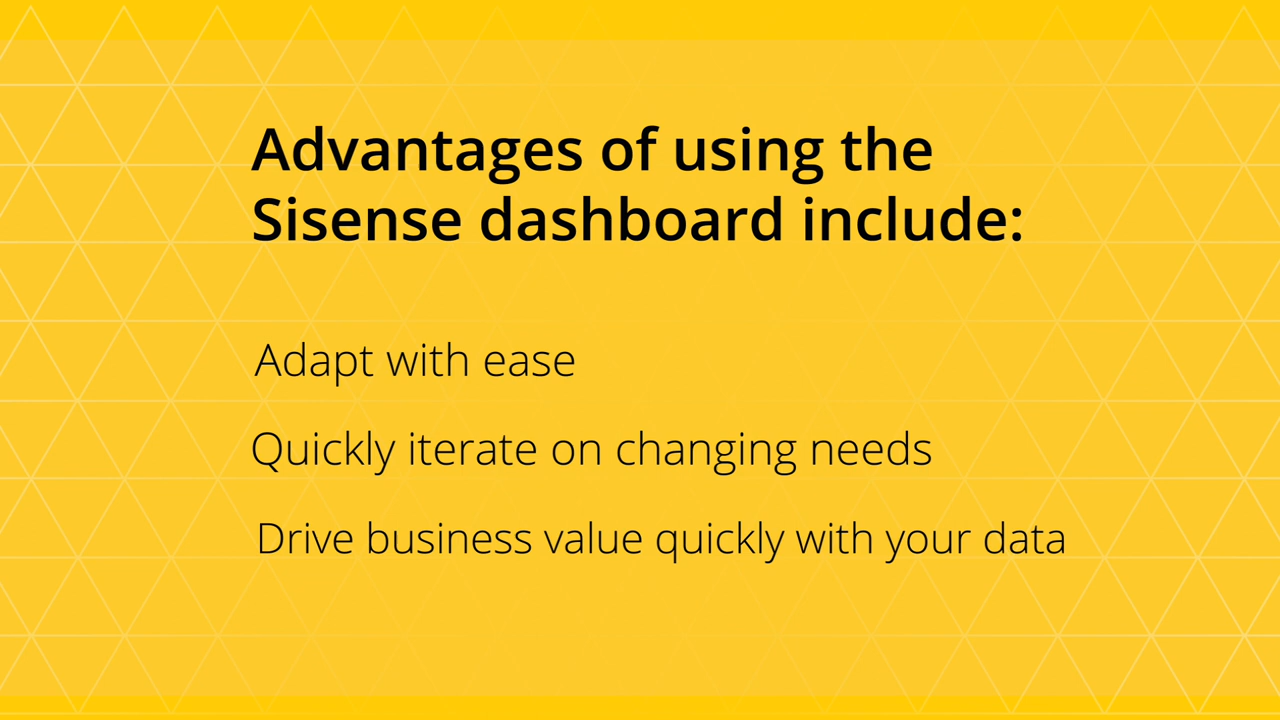 Advantages of using the
Sisense dashboard include:
Adapt with ease
Quickly iterate on changing needs
Drive business value quickly with your data